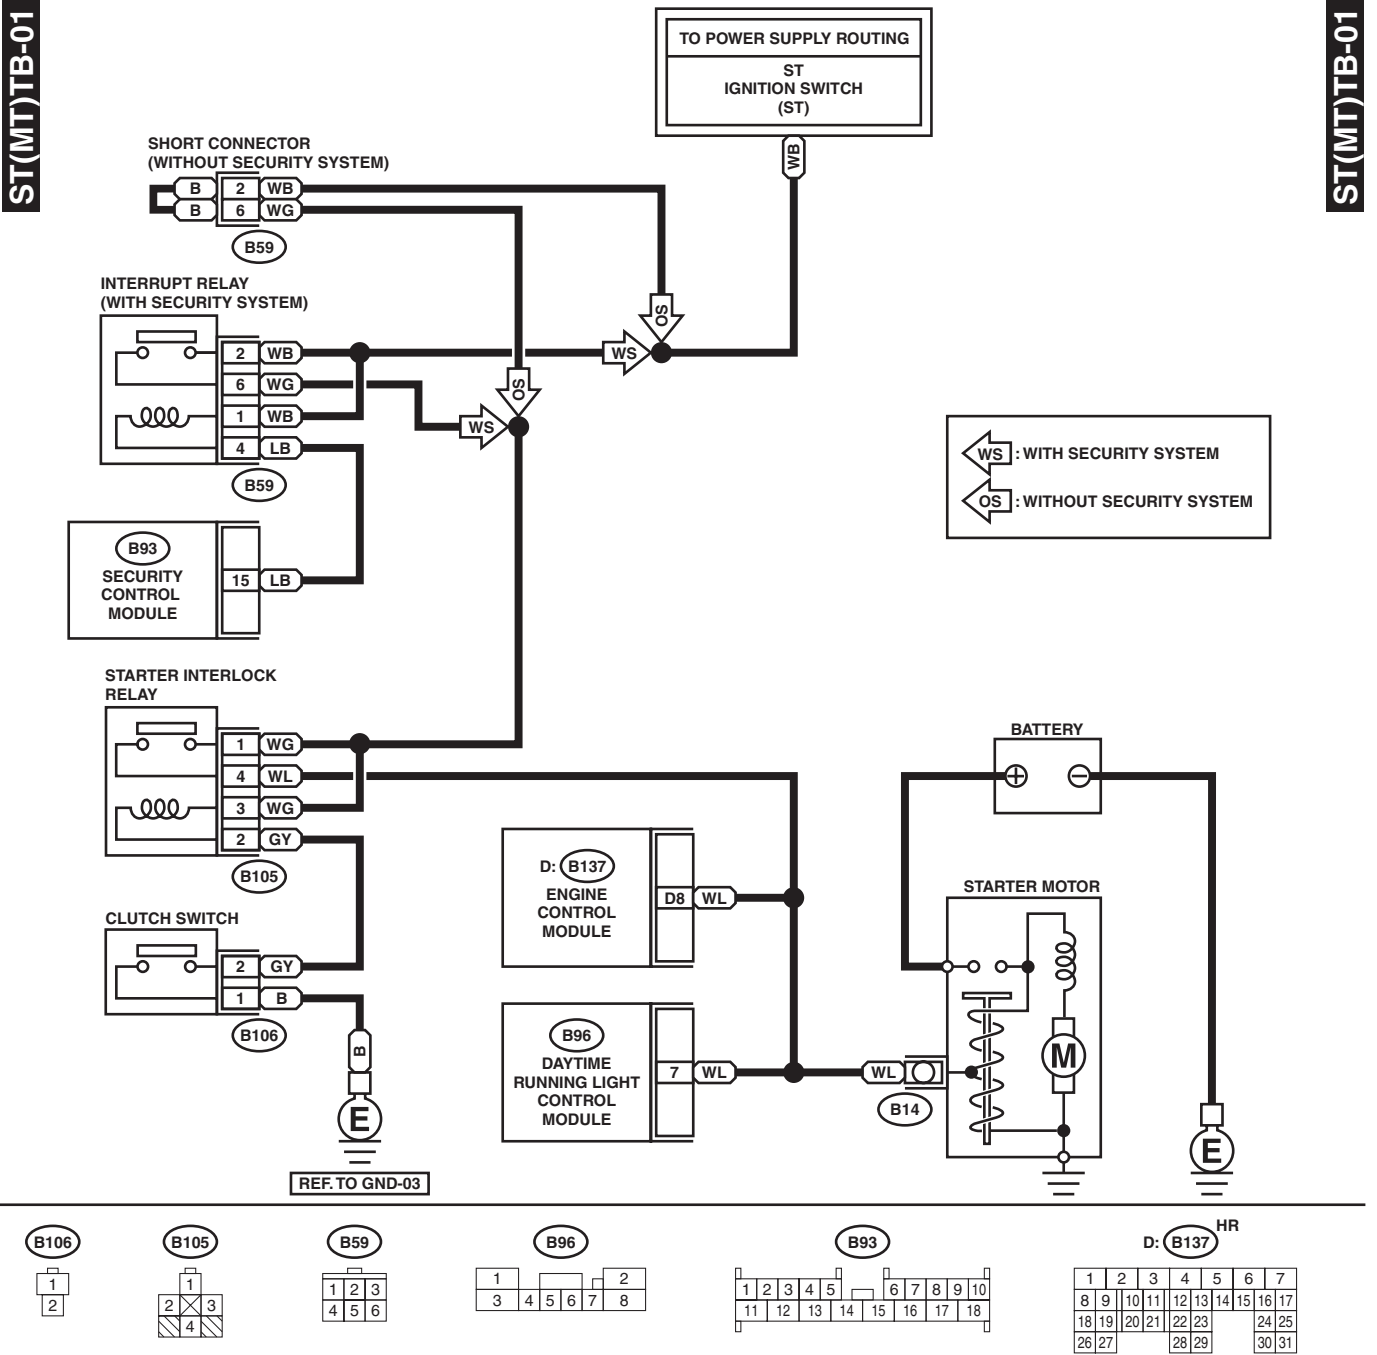 ST(MT)TB-01
ST(MT)TB-01
TO POWER SUPPLY ROUTING
ST
IGNITION SWITCH
(ST)
WB
SHORT CONNECTOR
(WITHOUT SECURITY SYSTEM)
B 2 WB
B 6 WG
B59
INTERRUPT RELAY
(WITH SECURITY SYSTEM)
OS
2 WB
WS
6 WG
OS
1 WB
WS
4 LB
B59
WS : WITH SECURITY SYSTEM
OS : WITHOUT SECURITY SYSTEM
B93
SECURITY
CONTROL
MODULE
15 LB
STARTER INTERLOCK
RELAY
1 WG
4 WL
3 WG
2 GY
B105
BATTERY
+ −
D: B137
ENGINE
CONTROL
MODULE
D8 WL
STARTER MOTOR
M
CLUTCH SWITCH
2 GY
1 B
B106
B
E
REF. TO GND-03
B96
DAYTIME
RUNNING LIGHT
CONTROL
MODULE
7 WL
WL
B14
E
B106
1
2
B105
1
2 3
4
B59
1 2 3
4 5 6
B96
1 2
3 4 5 6 7 8
B93
1 2 3 4 5 6 7 8 9 10
11 12 13 14 15 16 17 18
D: B137 HR
1 2 3 4 5 6 7
8 9 10 11 12 13 14 15 16 17
18 19 20 21 22 23 24 25
26 27 28 29 30 31